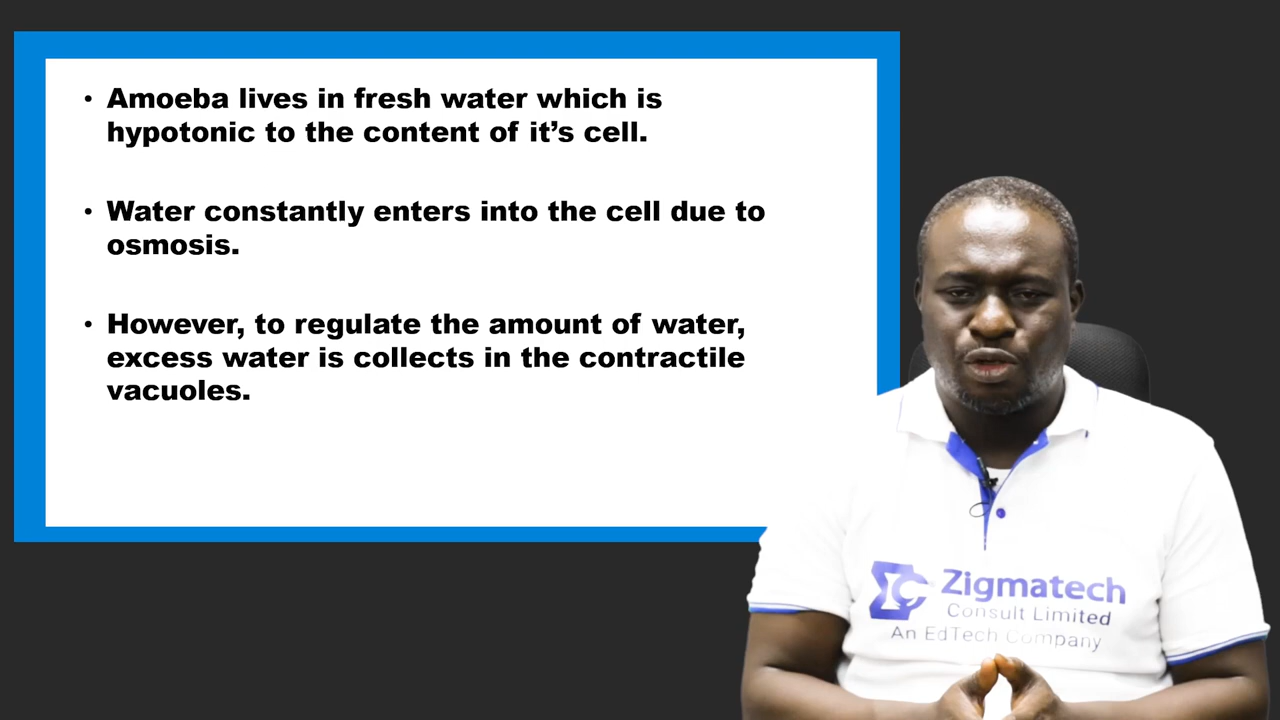 • Amoeba lives in fresh water which is
hypotonic to the content of it’s cell.
• Water constantly enters into the cell due to
osmosis.
• However, to regulate the amount of water,
excess water is collects in the contractile
vacuoles.
Zigmatech
Consult Limited
An EdTech Company